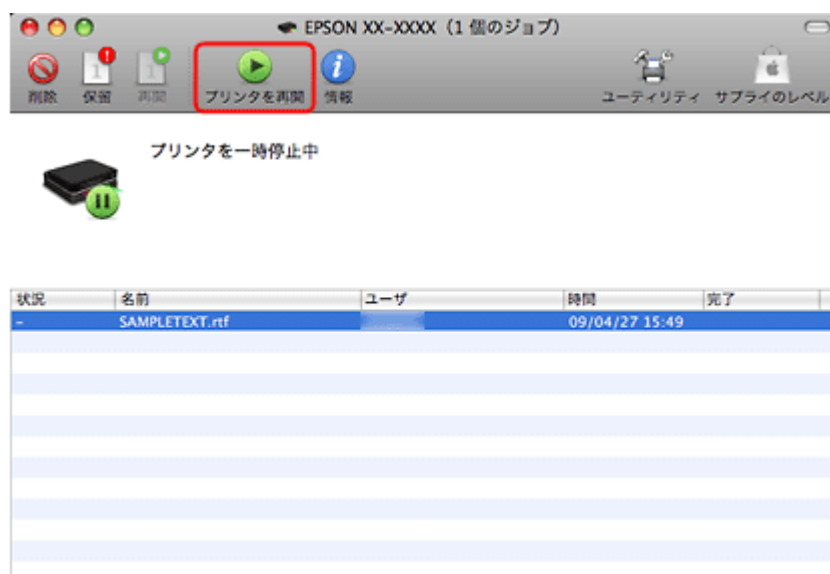 EPSON XX-XXXX（1 個のジョブ）
削除 保留 再開 プリンタを再開 情報 ユーティリティ サプライのレベル
プリンタを一時停止中
状況 名前 ユーザ 時間 完了
- SAMPLETEXT.rtf 09/04/27 15:49